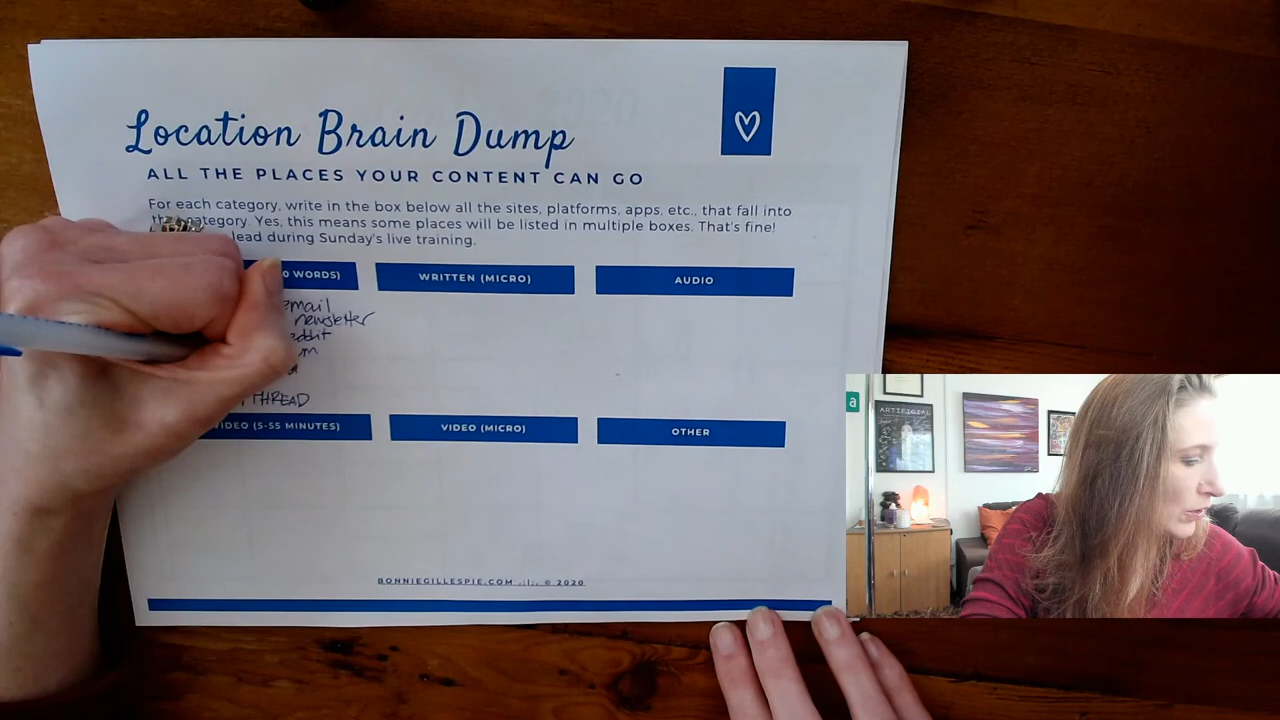 Location Brain Dump
ALL THE PLACES YOUR CONTENT CAN GO
For each category, write in the box below all the sites, platforms, apps, etc., that fall into
category. Yes, this means some places will be listed in multiple boxes. That's fine!
lead during Sunday's live training.
0 WORDS)
WRITTEN (MICRO)
AUDIO
email
newsletter
THREAD
VIDEO (5-55 MINUTES)
VIDEO (MICRO)
OTHER
BONNIEGILLESPIE.COM .:|:. © 2020
a
ARTIFICIAL